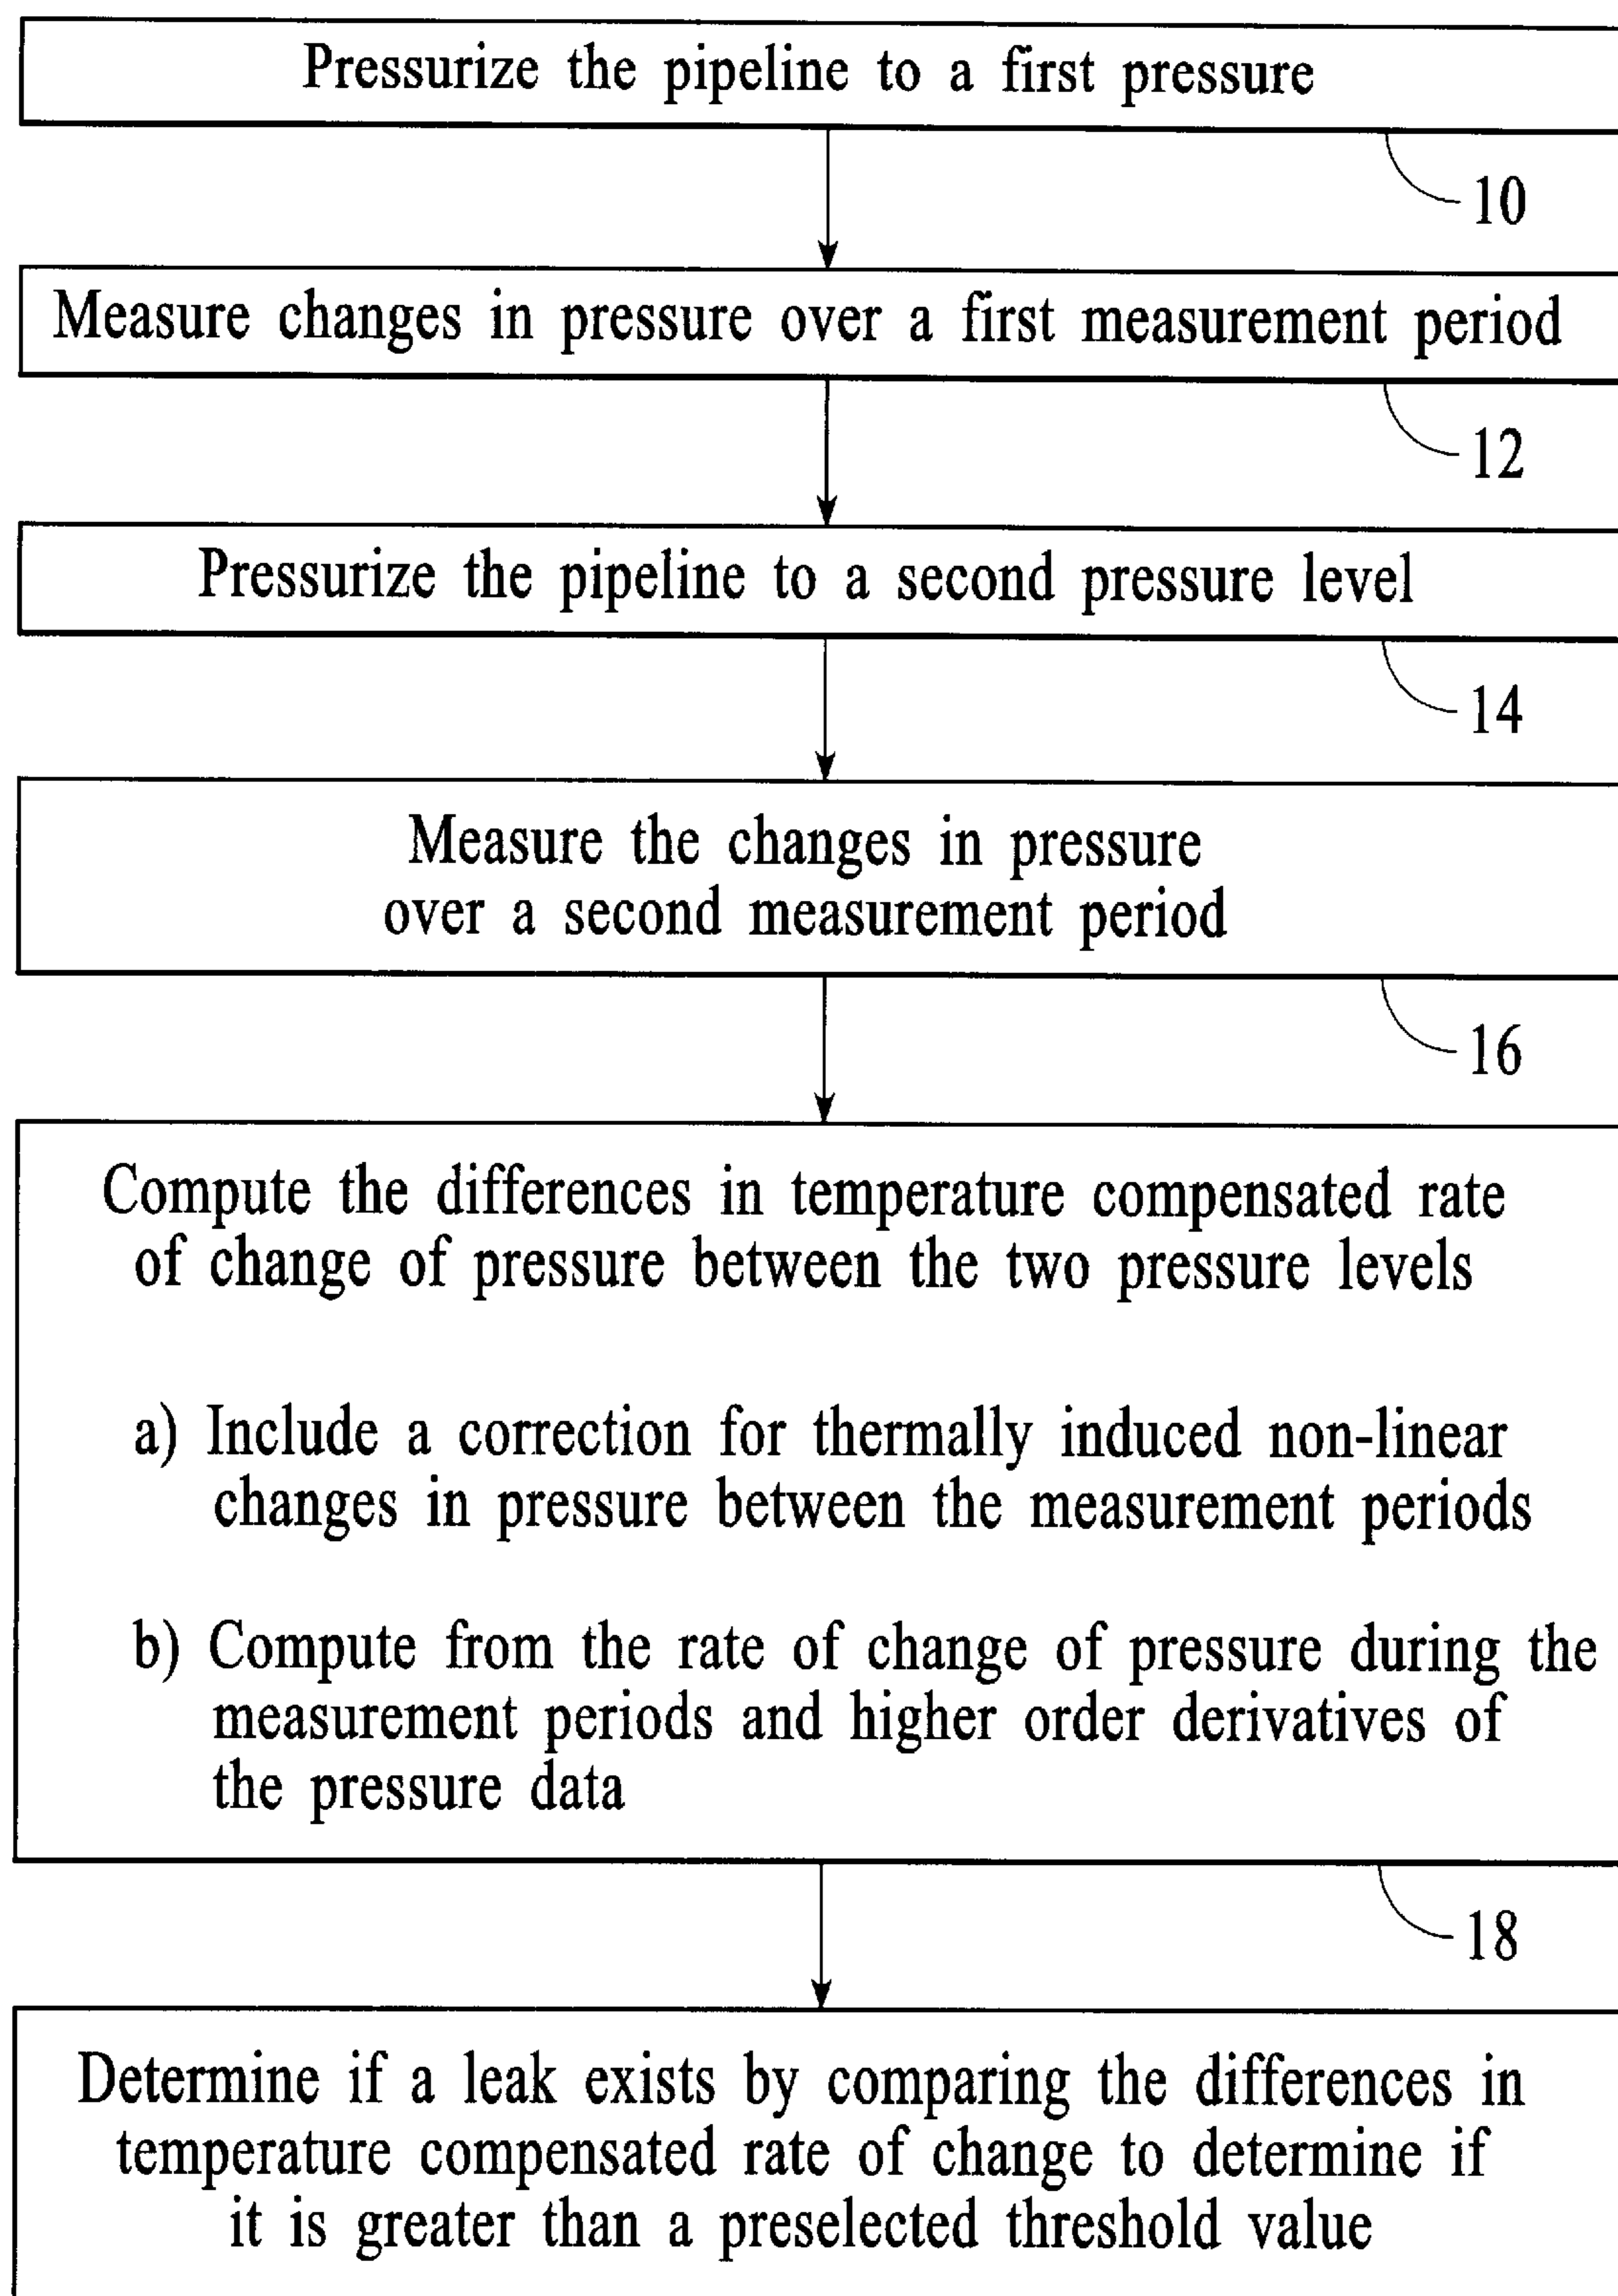 Pressurize the pipeline to a first pressure
10
Measure changes in pressure over a first measurement period
12
Pressurize the pipeline to a second pressure level
14
Measure the changes in pressure
over a second measurement period
16
Compute the differences in temperature compensated rate
of change of pressure between the two pressure levels
a) Include a correction for thermally induced non-linear
changes in pressure between the measurement periods
b) Compute from the rate of change of pressure during the
measurement periods and higher order derivatives of
the pressure data
18
Determine if a leak exists by comparing the differences in
temperature compensated rate of change to determine if
it is greater than a preselected threshold value